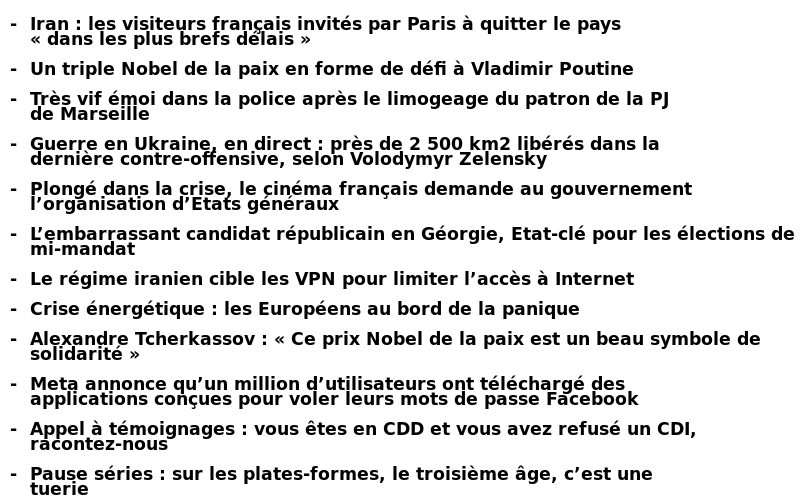 - Iran : les visiteurs français invités par Paris à quitter le pays
« dans les plus brefs délais »
- Un triple Nobel de la paix en forme de défi à Vladimir Poutine
- Très vif émoi dans la police après le limogeage du patron de la PJ
de Marseille
- Guerre en Ukraine, en direct : près de 2 500 km2 libérés dans la
dernière contre-offensive, selon Volodymyr Zelensky
- Plongé dans la crise, le cinéma français demande au gouvernement
l’organisation d’Etats généraux
- L’embarrassant candidat républicain en Géorgie, Etat-clé pour les élections de
mi-mandat
- Le régime iranien cible les VPN pour limiter l’accès à Internet
- Crise énergétique : les Européens au bord de la panique
- Alexandre Tcherkassov : « Ce prix Nobel de la paix est un beau symbole de
solidarité »
- Meta annonce qu’un million d’utilisateurs ont téléchargé des
applications conçues pour voler leurs mots de passe Facebook
- Appel à témoignages : vous êtes en CDD et vous avez refusé un CDI,
racontez-nous
- Pause séries : sur les plates-formes, le troisième âge, c’est une
tuerie